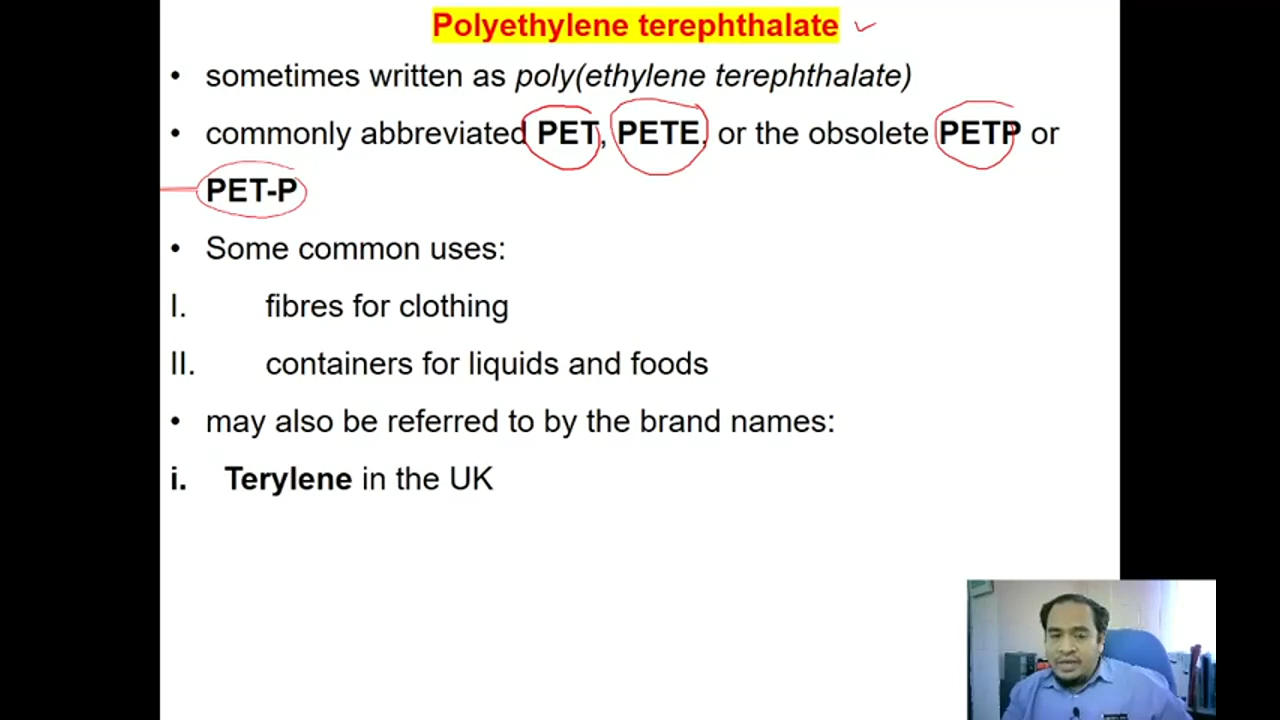 Polyethylene terephthalate
• sometimes written as poly(ethylene terephthalate)
• commonly abbreviated PET, PETE, or the obsolete PETP or
PET-P
• Some common uses:
I. fibres for clothing
II. containers for liquids and foods
• may also be referred to by the brand names:
i. Terylene in the UK